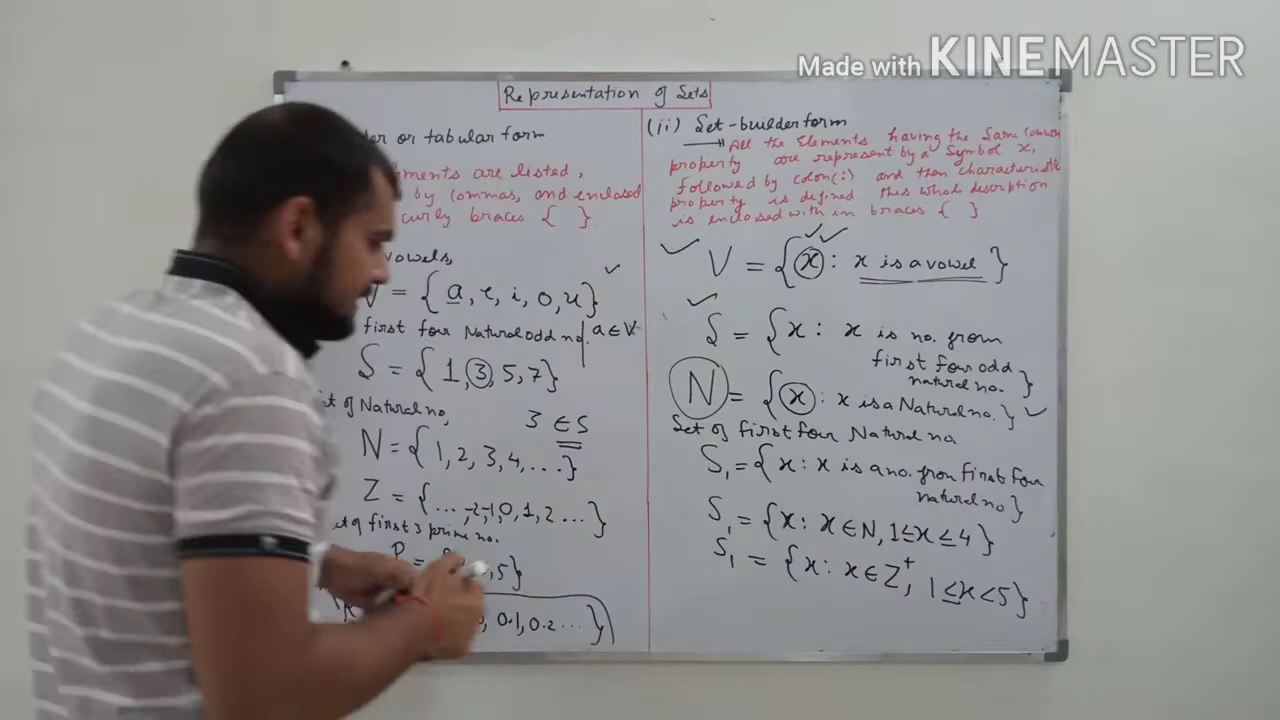 Made with KINEMASTER
Representation of Sets
or tabular form
are listed,
by commas, and enclosed
curly braces { }.
vowels,
V = { a, e, i, o, u}
first four Natural odd no. a ∈ V
S = { 1, 3, 5, 7}
of Natural no,
3 ∈ S
N = { 1, 2, 3, 4, ...}
Z = {..., -2, -1, 0, 1, 2 ... }
of first 3 prime no.
P = { , 5}
, 0.1, 0.2 ... }
(ii) Set-builder form
→ All the Elements having the same Common
property are represent by a Symbol x,
followed by colon(:) and then characteristic
property is defined. this whole desription
is enclosed with in braces { }
V = { x : x is a vowel }
S = { x : x is no. from
first four odd
natural no. }
N = { x : x is a Natural no. }
Set of first four Natural no
S₁ = { x : x is a no. from first four
natural no }
S₁ = { x : x ∈ N, 1 ≤ x ≤ 4 }
S₁ = { x : x ∈ Z⁺, 1 ≤ x < 5 }